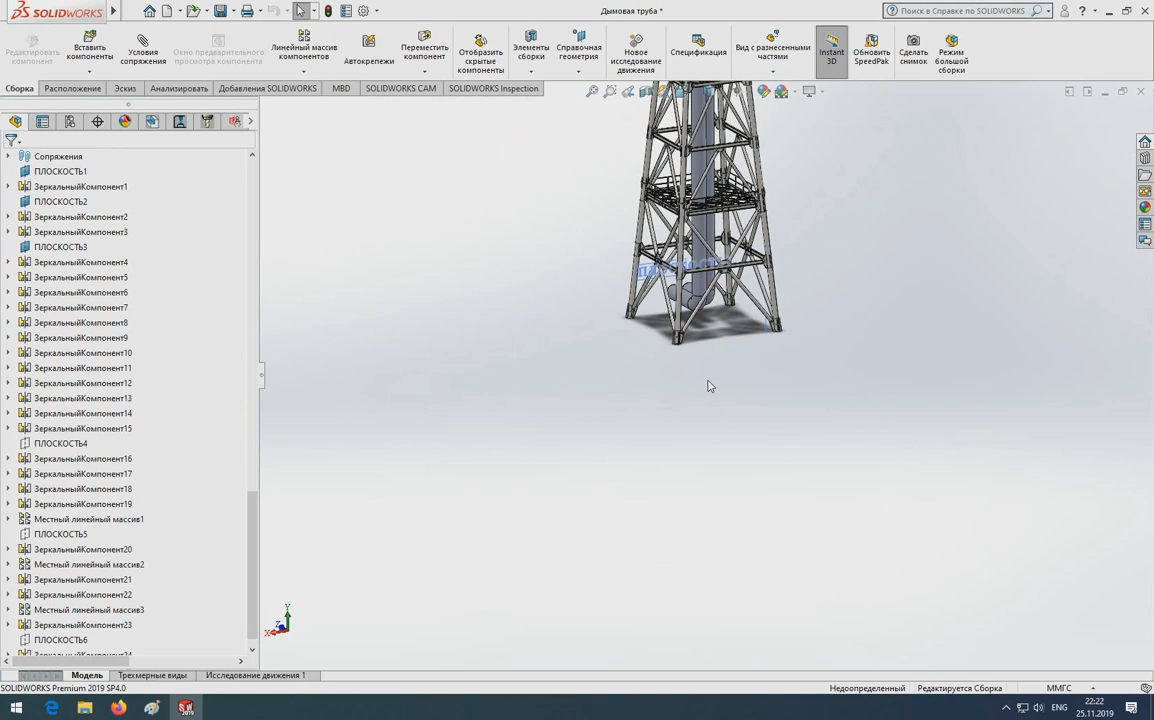 SOLIDWORKS
Дымовая труба *
Поиск в Справке по SOLIDWORKS
Редактировать компонент
Вставить компоненты
Условия сопряжения
Окно предварительного просмотра компонента
Линейный массив компонентов
Автокрепежи
Переместить компонент
Отобразить скрытые компоненты
Элементы сборки
Справочная геометрия
Новое исследование движения
Спецификация
Вид с разнесенными частями
Instant 3D
Обновить SpeedPak
Сделать снимок
Режим большой сборки
Сборка
Расположение
Эскиз
Анализировать
Добавления SOLIDWORKS
MBD
SOLIDWORKS CAM
SOLIDWORKS Inspection
Сопряжения
ПЛОСКОСТЬ1
ЗеркальныйКомпонент1
ПЛОСКОСТЬ2
ЗеркальныйКомпонент2
ЗеркальныйКомпонент3
ПЛОСКОСТЬ3
ЗеркальныйКомпонент4
ЗеркальныйКомпонент5
ЗеркальныйКомпонент6
ЗеркальныйКомпонент7
ЗеркальныйКомпонент8
ЗеркальныйКомпонент9
ЗеркальныйКомпонент10
ЗеркальныйКомпонент11
ЗеркальныйКомпонент12
ЗеркальныйКомпонент13
ЗеркальныйКомпонент14
ЗеркальныйКомпонент15
ПЛОСКОСТЬ4
ЗеркальныйКомпонент16
ЗеркальныйКомпонент17
ЗеркальныйКомпонент18
ЗеркальныйКомпонент19
Местный линейный массив1
ПЛОСКОСТЬ5
ЗеркальныйКомпонент20
Местный линейный массив2
ЗеркальныйКомпонент21
ЗеркальныйКомпонент22
Местный линейный массив3
ЗеркальныйКомпонент23
ПЛОСКОСТЬ6
ЗеркальныйКомпонент24
Y
Z
X
Модель
Трехмерные виды
Исследование движения 1
SOLIDWORKS Premium 2019 SP4.0
Недоопределенный
Редактируется Сборка
ММГС
ENG
22:22
25.11.2019